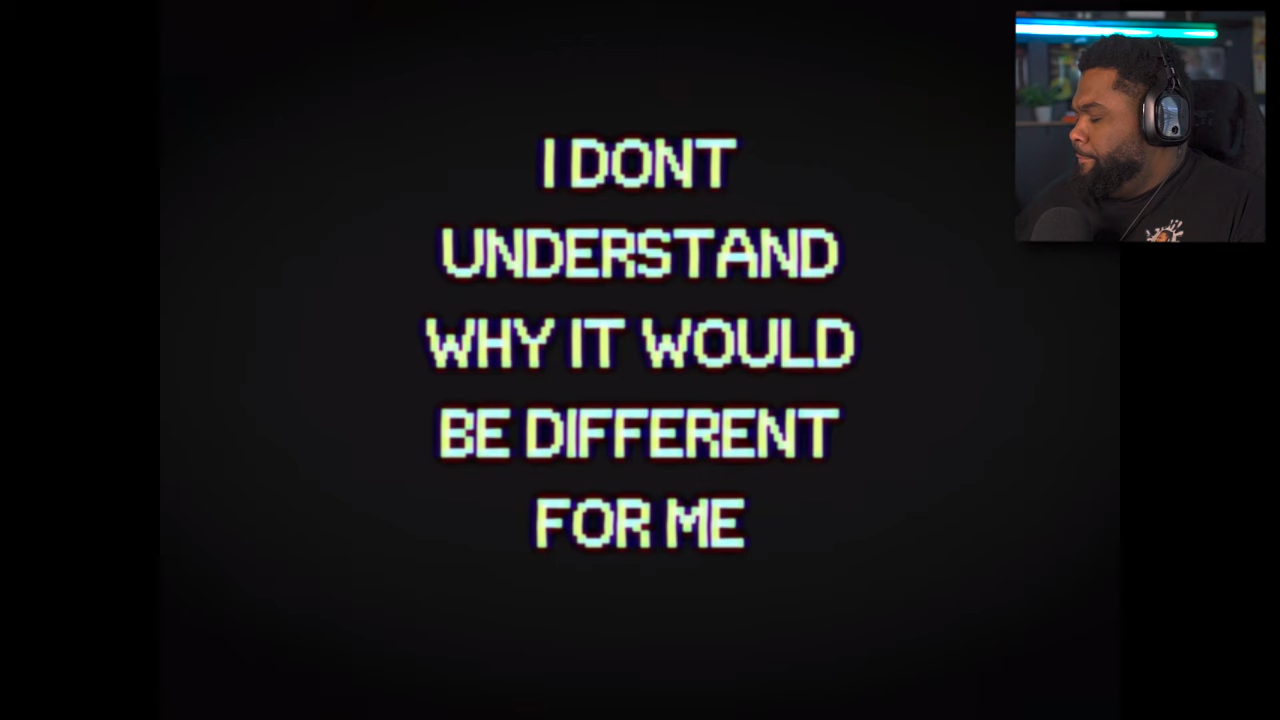 I DONT
UNDERSTAND
WHY IT WOULD
BE DIFFERENT
FOR ME